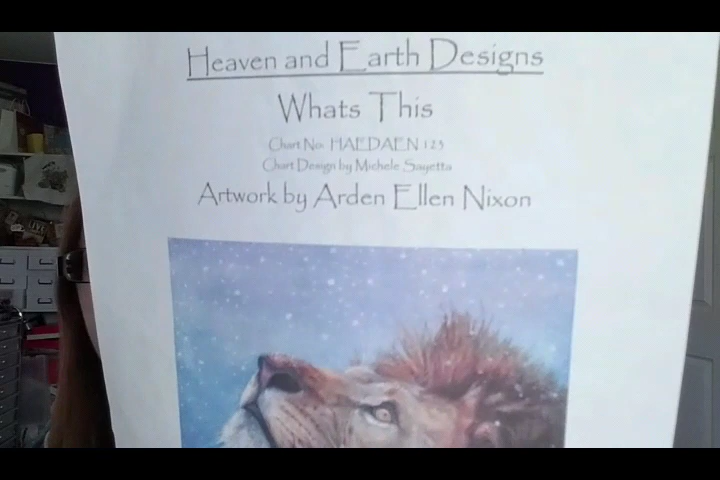 Heaven and Earth Designs
Whats This
Chart No: HAEDAEN 123
Chart Design by Michele Sayetta
Artwork by Arden Ellen Nixon